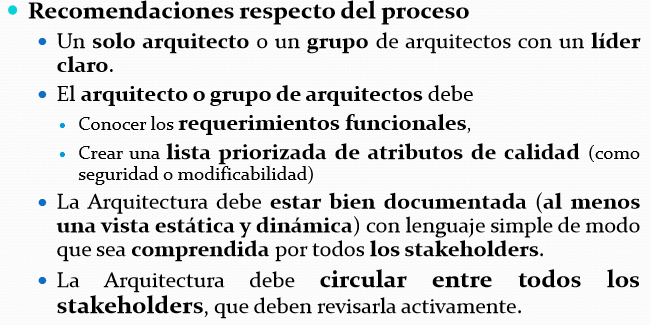 Recomendaciones respecto del proceso
Un solo arquitecto o un grupo de arquitectos con un líder
claro.
El arquitecto o grupo de arquitectos debe
Conocer los requerimientos funcionales,
Crear una lista priorizada de atributos de calidad (como
seguridad o modificabilidad)
La Arquitectura debe estar bien documentada (al menos
una vista estática y dinámica) con lenguaje simple de modo
que sea comprendida por todos los stakeholders.
La Arquitectura debe circular entre todos los
stakeholders, que deben revisarla activamente.